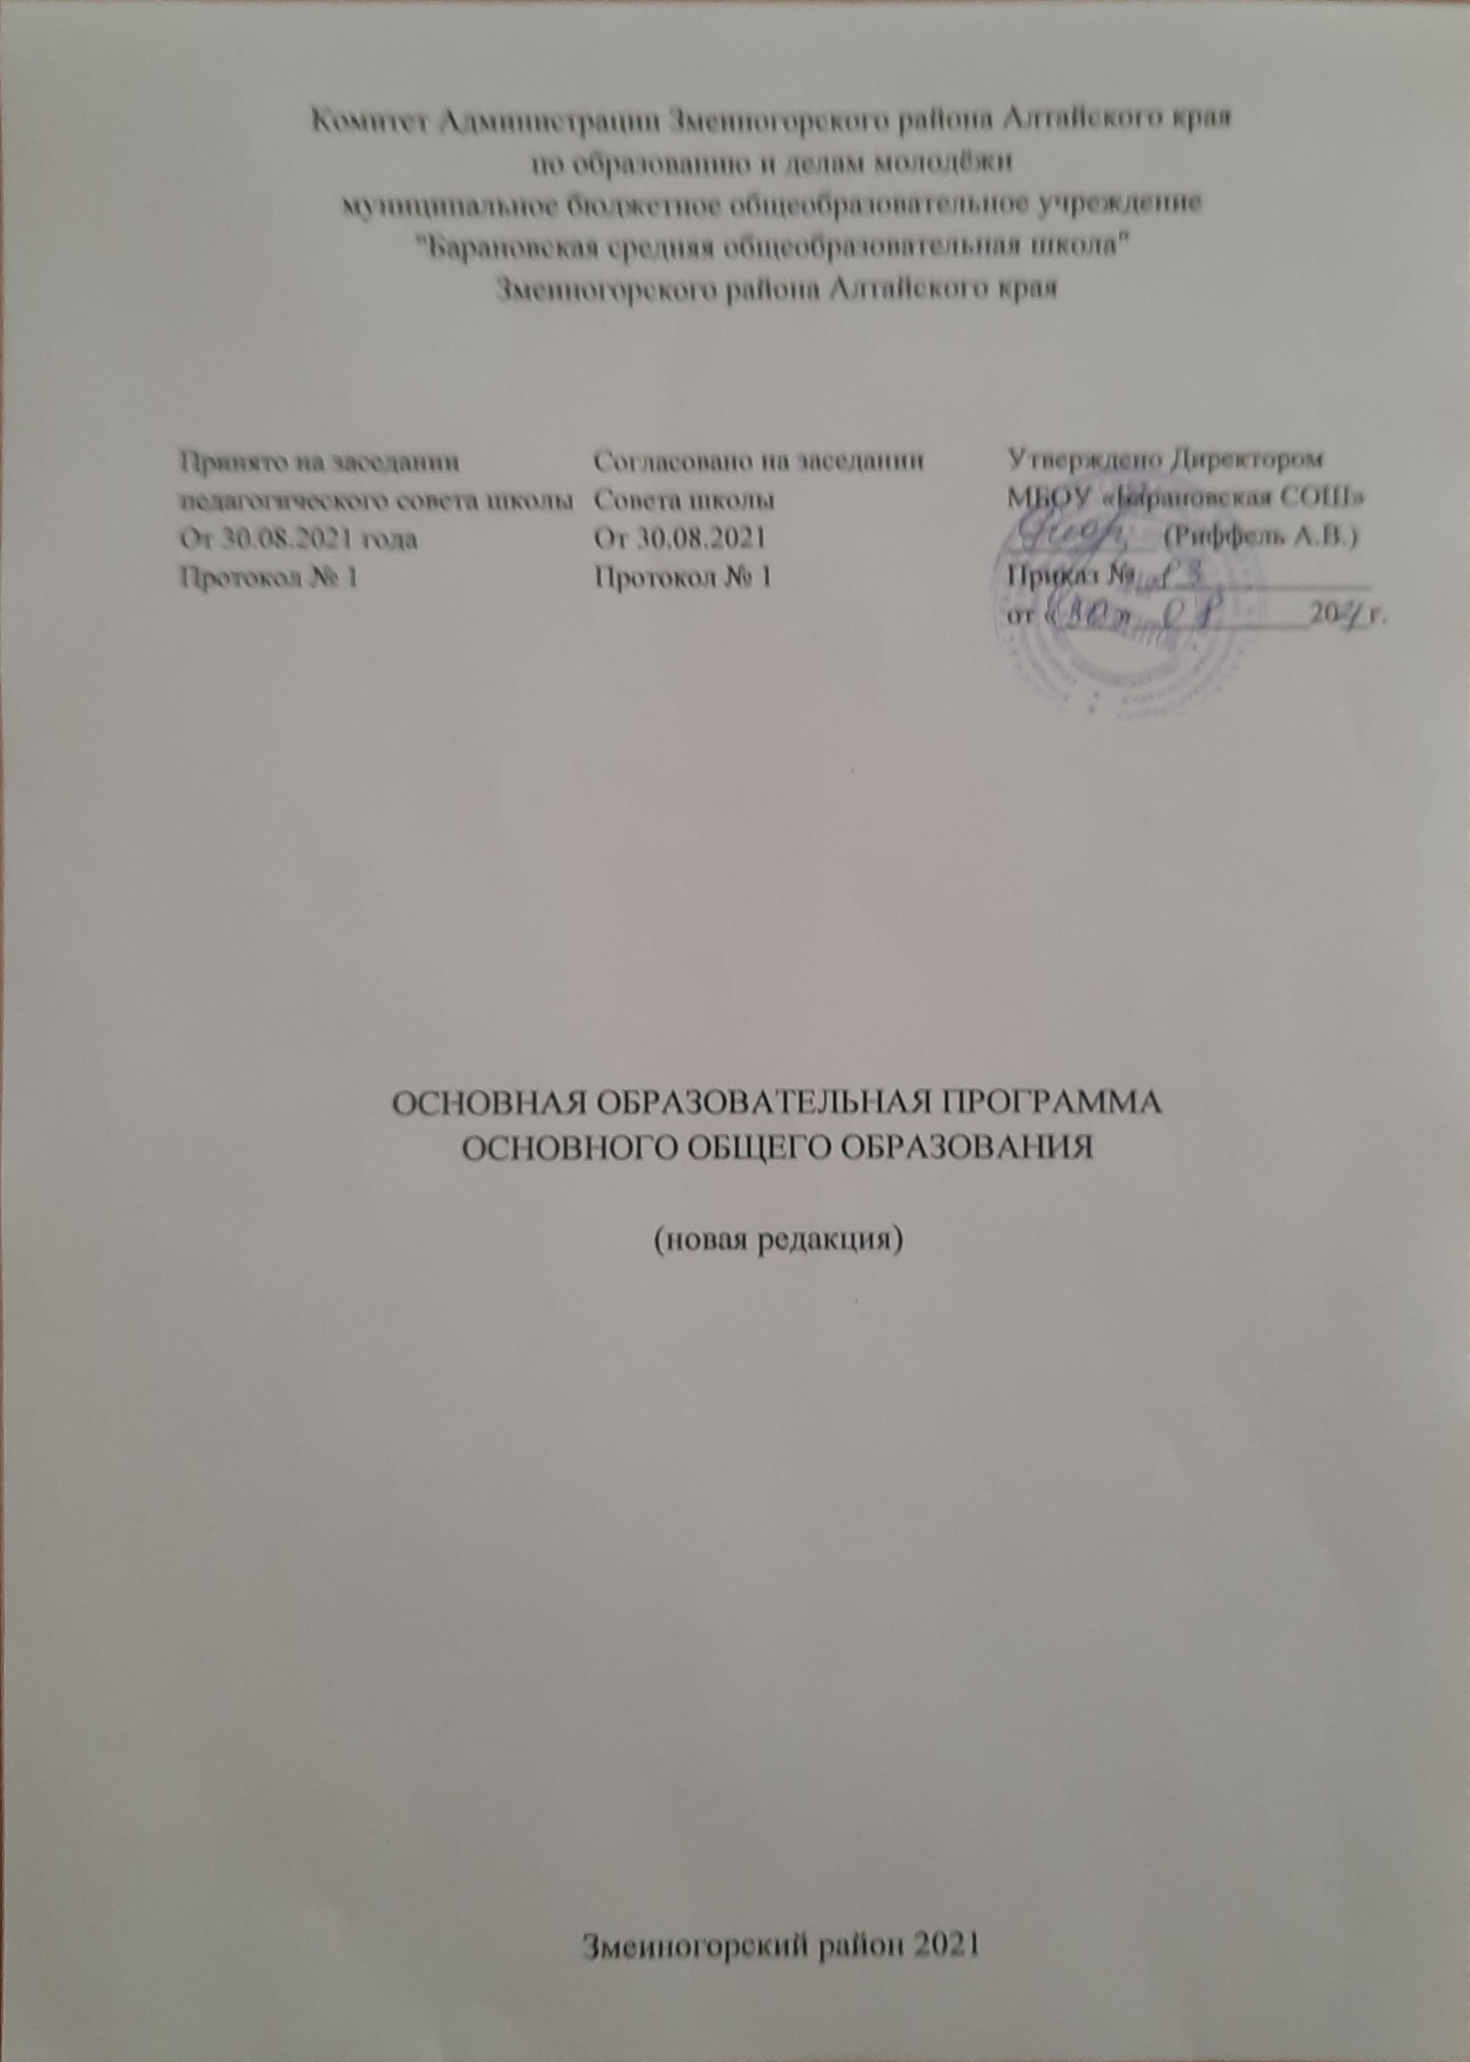 Комитет Администрации Змеиногорского района Алтайского края
по образованию и делам молодёжи
муниципальное бюджетное общеобразовательное учреждение
"Барановская средняя общеобразовательная школа"
Змеиногорского района Алтайского края
Принято на заседании
педагогического совета школы
От 30.08.2021 года
Протокол № 1
Согласовано на заседании
Совета школы
От 30.08.2021
Протокол № 1
Утверждено Директором
МБОУ «Барановская СОШ»
(Риффель А.В.)
Приказ №
от «30» 08 2021 г.
ОСНОВНАЯ ОБРАЗОВАТЕЛЬНАЯ ПРОГРАММА
ОСНОВНОГО ОБЩЕГО ОБРАЗОВАНИЯ
(новая редакция)
Змеиногорский район 2021